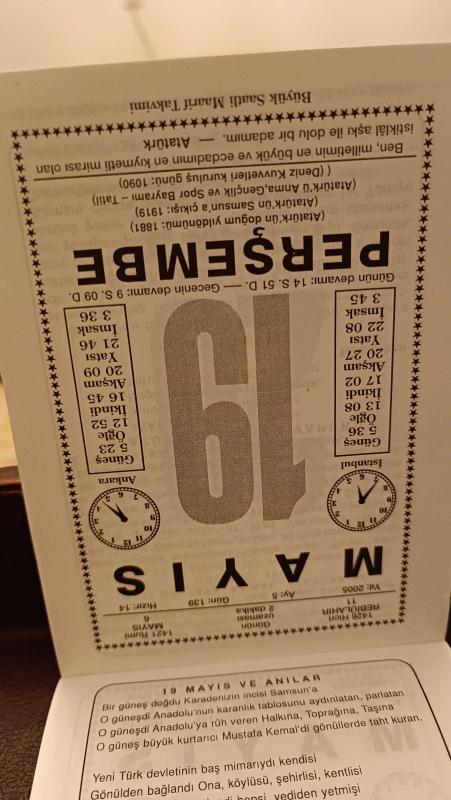 1426 Hicrî
REBİÜLAHIR
11
Günün
uzaması
2 dakika
1421 Rumî
MAYIS
6
Yıl: 2005 Ay: 5 Gün: 139 Hızır: 14
MAYIS
İstanbul
Güneş
5 36
Öğle
13 08
İkindi
17 02
Akşam
20 27
Yatsı
22 08
İmsak
3 45
19
Ankara
Güneş
5 23
Öğle
12 52
İkindi
16 45
Akşam
20 09
Yatsı
21 46
İmsak
3 36
Günün devamı: 14 S. 51 D. — Gecenin devamı: 9 S. 09 D.
PERŞEMBE
(Atatürk'ün doğum yıldönümü: 1881)
(Atatürk'ün Samsun'a çıkışı: 1919)
(Atatürk'ü Anma,Gençlik ve Spor Bayramı – Tatil)
( (Deniz Kuvvetleri kuruluş günü: 1090)
Ben, milletimin en büyük ve ecdadımın en kıymetli mirası olan
istiklâl aşkı ile dolu bir adamım. — Atatürk
Büyük Saatli Maarif Takvimi
19 MAYIS VE ANILAR
Bir güneş doğdu Karadenizin incisi Samsun'a
O güneşdi Anadolu'nun karanlık tablosunu aydınlatan, parlatan
O güneşdi Anadolu'ya rûh veren Halkına, Toprağına, Taşına
O güneş büyük kurtarıcı Mustafa Kemal'di gönüllerde taht kuran.
Yeni Türk devletinin baş mimarıydı kendisi
Gönülden bağlandı Ona, köylüsü, şehirlisi, kentlisi
hepsi, yediden yetmişi